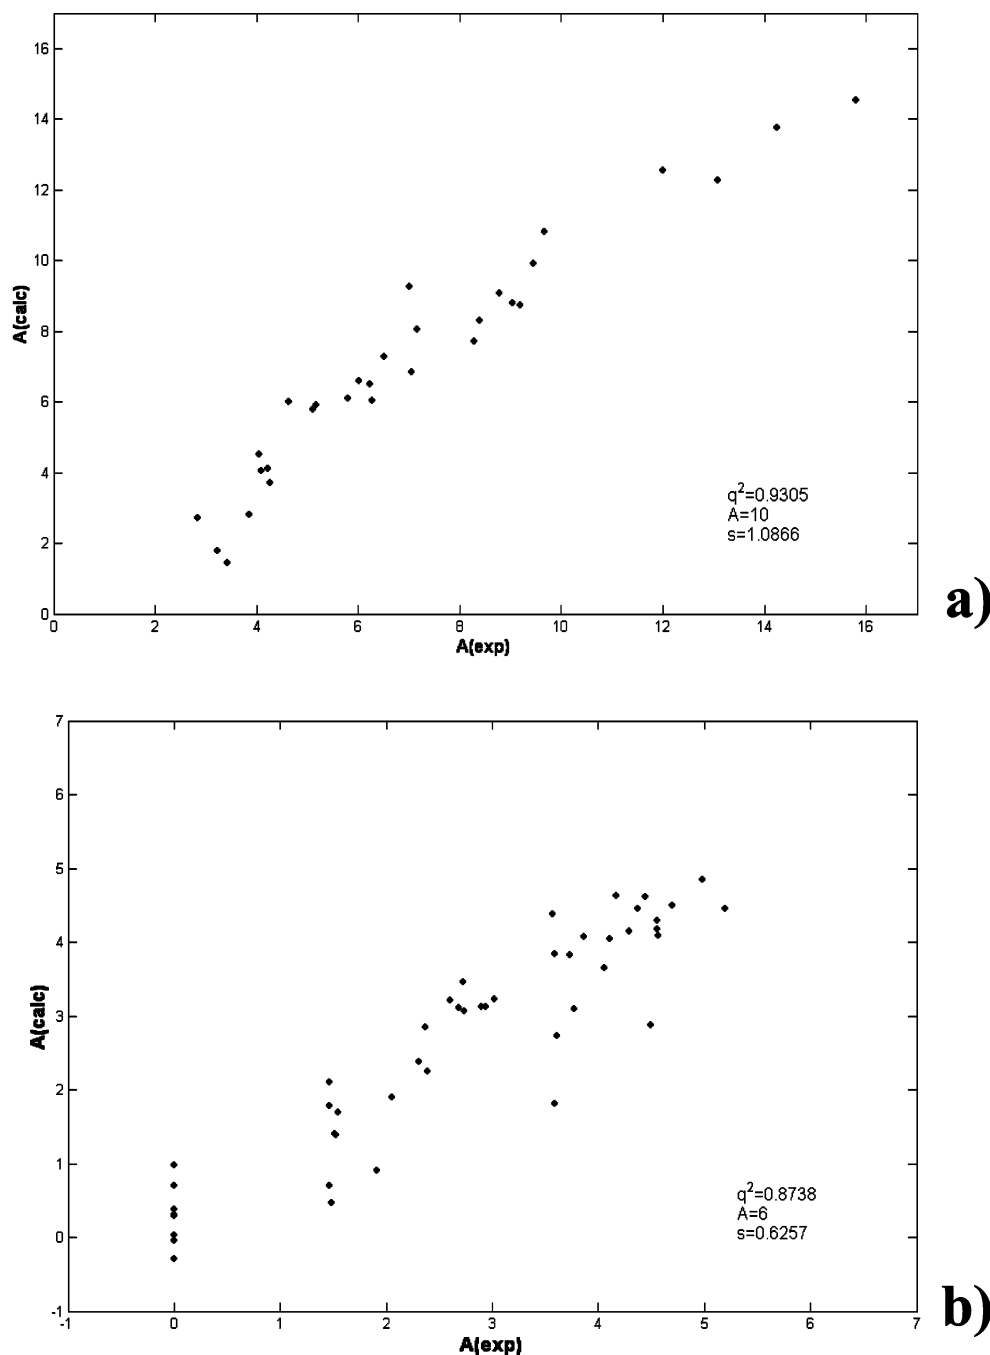 16
14
12
10
8
6
4
2
0
A(calc)
q²=0.9305
A=10
s=1.0866
0 2 4 6 8 10 12 14 16
A(exp)
a)
7
6
5
4
3
2
1
0
-1
A(calc)
q²=0.8738
A=6
s=0.6257
-1 0 1 2 3 4 5 6 7
A(exp)
b)